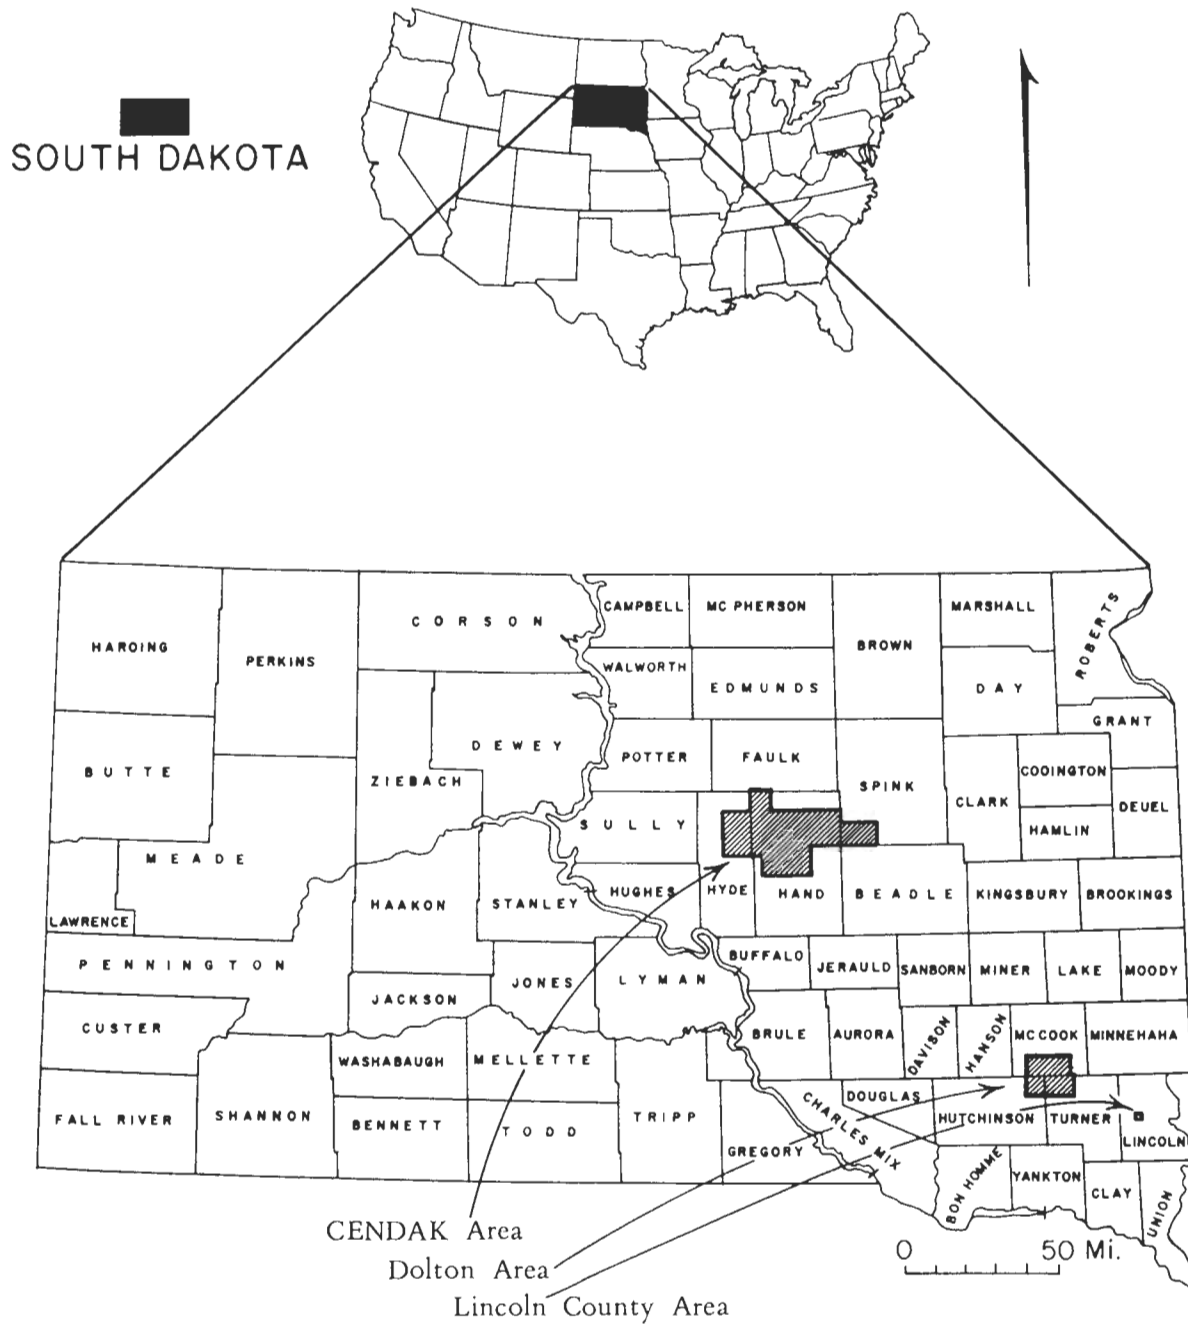 SOUTH DAKOTA
CAMPBELL
MC PHERSON
MARSHALL
ROBERTS
CORSON
HARDING
PERKINS
BROWN
WALWORTH
EDMUNDS
DAY
GRANT
DEWEY
POTTER
FAULK
BUTTE
ZIEBACH
SPINK
CODINGTON
CLARK
DEUEL
SULLY
HAMLIN
MEADE
LAWRENCE
HAAKON
STANLEY
HUGHES
HYDE
HAND
BEADLE
KINGSBURY
BROOKINGS
PENNINGTON
JONES
LYMAN
BUFFALO
JERAULD
SANBORN
MINER
LAKE
MOODY
JACKSON
CUSTER
BRULE
AURORA
DAVISON
HANSON
MC COOK
MINNEHAHA
WASHABAUGH
MELLETTE
FALL RIVER
SHANNON
BENNETT
TODD
TRIPP
GREGORY
CHARLES MIX
DOUGLAS
HUTCHINSON
TURNER
LINCOLN
BON HOMME
YANKTON
CLAY
UNION
CENDAK Area
Dolton Area
Lincoln County Area
0 50 Mi.